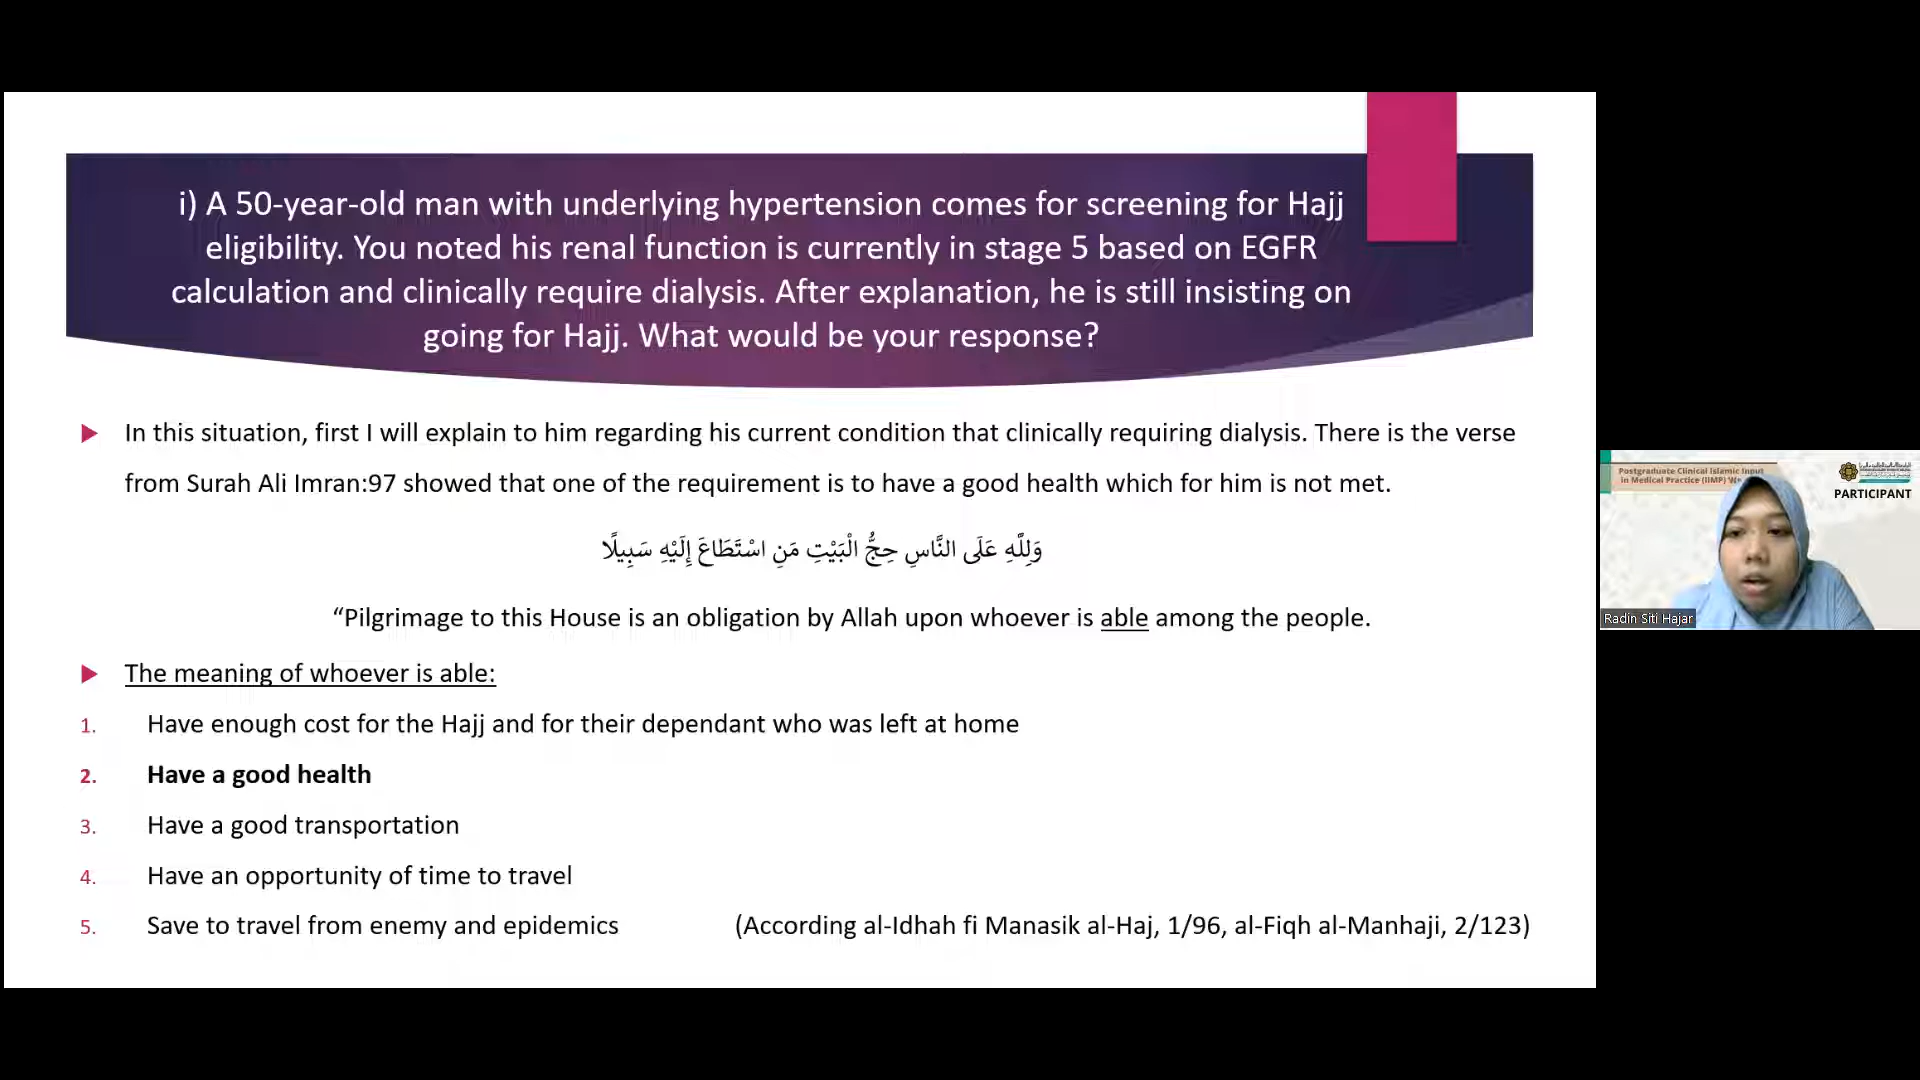 i) A 50-year-old man with underlying hypertension comes for screening for Hajj
eligibility. You noted his renal function is currently in stage 5 based on EGFR
calculation and clinically require dialysis. After explanation, he is still insisting on
going for Hajj. What would be your response?
In this situation, first I will explain to him regarding his current condition that clinically requiring dialysis. There is the verse
from Surah Ali Imran:97 showed that one of the requirement is to have a good health which for him is not met.
وَلِلَّهِ عَلَى النَّاسِ حِجُّ الْبَيْتِ مَنِ اسْتَطَاعَ إِلَيْهِ سَبِيلًا
“Pilgrimage to this House is an obligation by Allah upon whoever is able among the people.
The meaning of whoever is able:
1. Have enough cost for the Hajj and for their dependant who was left at home
2. Have a good health
3. Have a good transportation
4. Have an opportunity of time to travel
5. Save to travel from enemy and epidemics (According al-Idhah fi Manasik al-Haj, 1/96, al-Fiqh al-Manhaji, 2/123)
Postgraduate Clinical Islamic Input
in Medical Practice (IIMP)
PARTICIPANT
Radin Siti Hajar